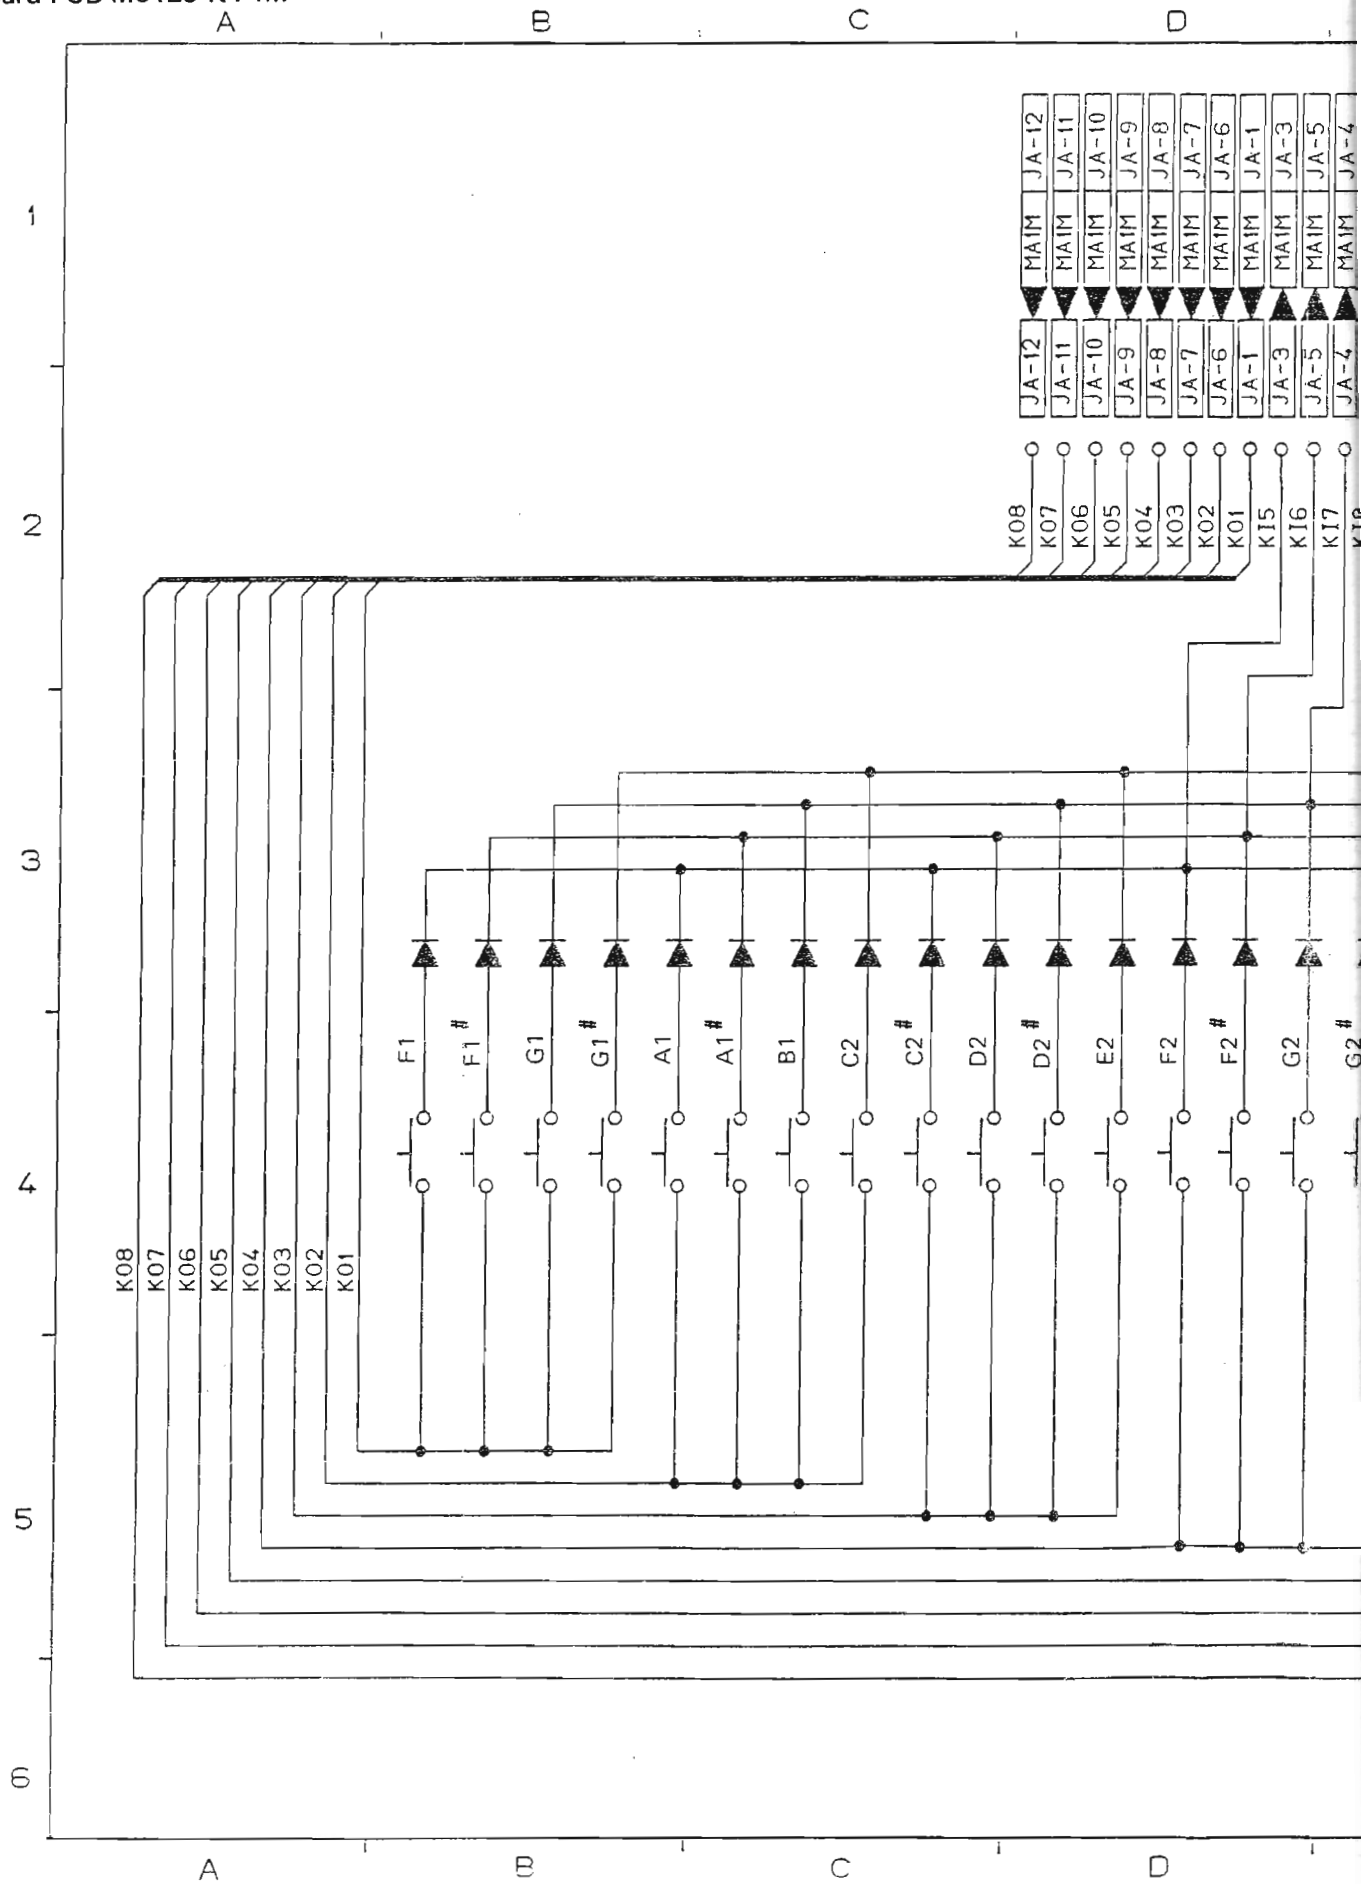 A B C D
JA-12 JA-11 JA-10 JA-9 JA-8 JA-7 JA-6 JA-1 JA-3 JA-5 JA-4
1
MA1M MA1M MA1M MA1M MA1M MA1M MA1M MA1M MA1M MA1M MA1M
JA-12 JA-11 JA-10 JA-9 JA-8 JA-7 JA-6 JA-1 JA-3 JA-5 JA-4
2
K08 K07 K06 K05 K04 K03 K02 K01 KI5 KI6 KI7
3
F1 F1# G1 G1# A1 A1# B1 C2 C2# D2 D2# E2 F2 F2# G2 G2#
4
K08 K07 K06 K05 K04 K03 K02 K01
5
6
A B C D